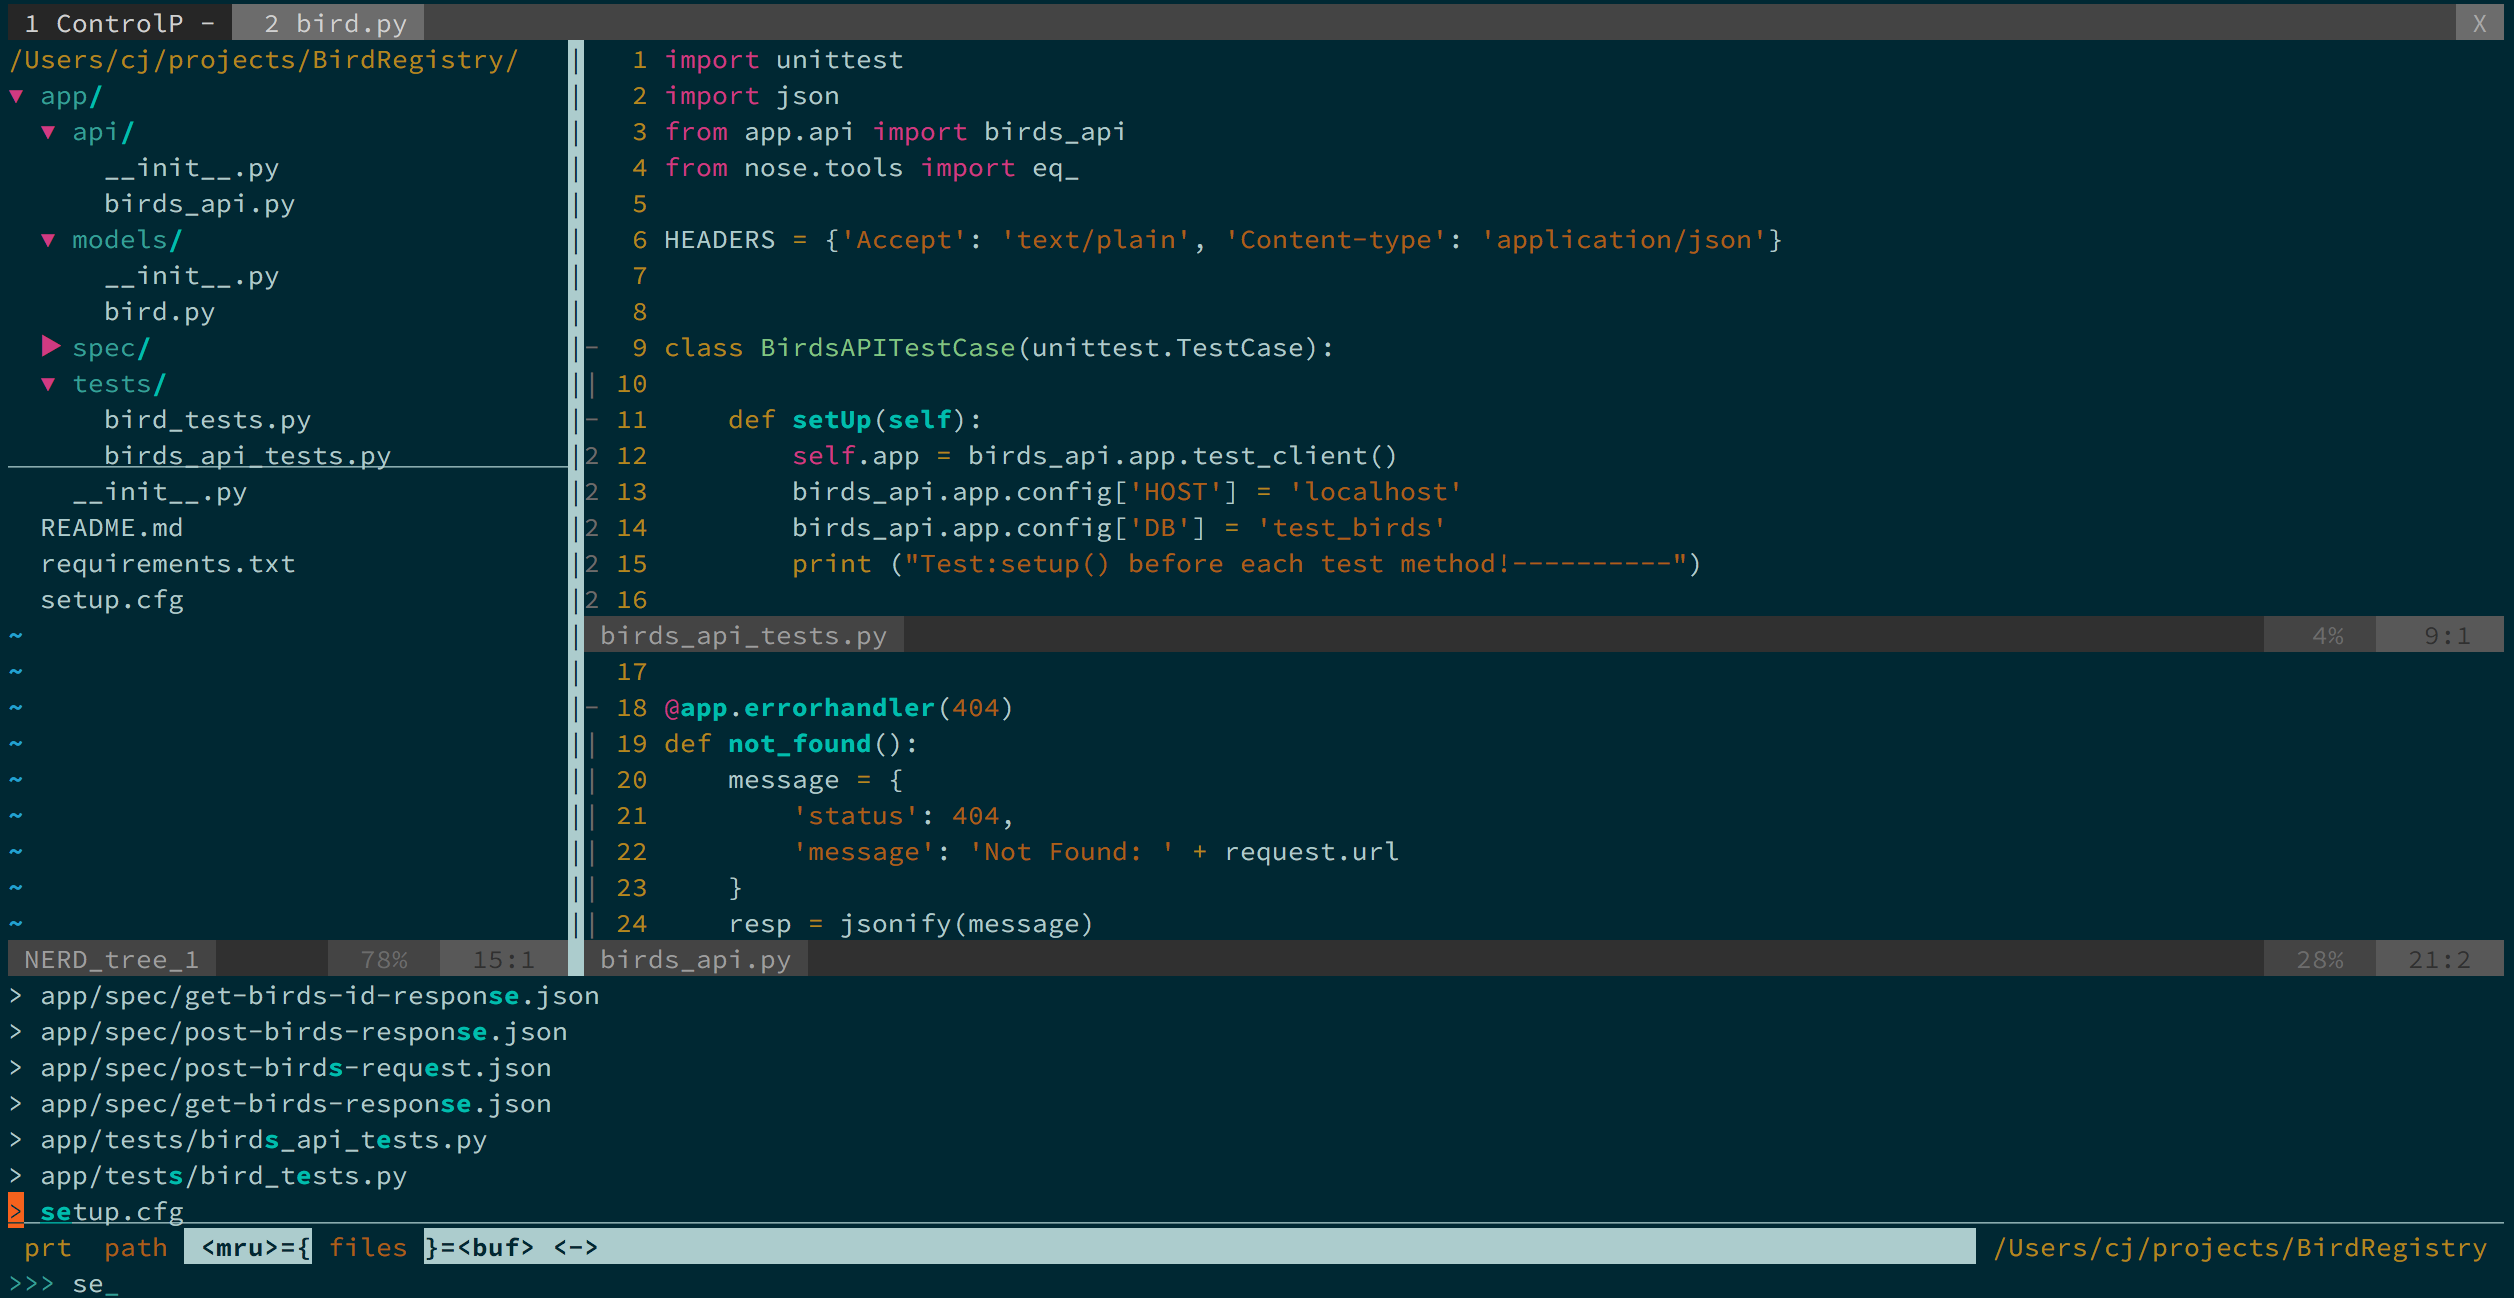 1 ControlP - 2 bird.py X
/Users/cj/projects/BirdRegistry/
▼ app/
▼ api/
__init__.py
birds_api.py
▼ models/
__init__.py
bird.py
▶ spec/
▼ tests/
bird_tests.py
birds_api_tests.py
__init__.py
README.md
requirements.txt
setup.cfg
~
~
~
~
~
~
~
~
~
NERD_tree_1 78% 15:1
1 import unittest
2 import json
3 from app.api import birds_api
4 from nose.tools import eq_
5
6 HEADERS = {'Accept': 'text/plain', 'Content-type': 'application/json'}
7
8
- 9 class BirdsAPITestCase(unittest.TestCase):
| 10
- 11     def setUp(self):
2 12         self.app = birds_api.app.test_client()
2 13         birds_api.app.config['HOST'] = 'localhost'
2 14         birds_api.app.config['DB'] = 'test_birds'
2 15         print ("Test:setup() before each test method!----------")
2 16
birds_api_tests.py 4% 9:1
17
- 18 @app.errorhandler(404)
| 19 def not_found():
| 20     message = {
| 21         'status': 404,
| 22         'message': 'Not Found: ' + request.url
| 23     }
| 24     resp = jsonify(message)
birds_api.py 28% 21:2
> app/spec/get-birds-id-response.json
> app/spec/post-birds-response.json
> app/spec/post-birds-request.json
> app/spec/get-birds-response.json
> app/tests/birds_api_tests.py
> app/tests/bird_tests.py
> setup.cfg
prt path <mru>={ files }=<buf> <-> /Users/cj/projects/BirdRegistry
>>> se_